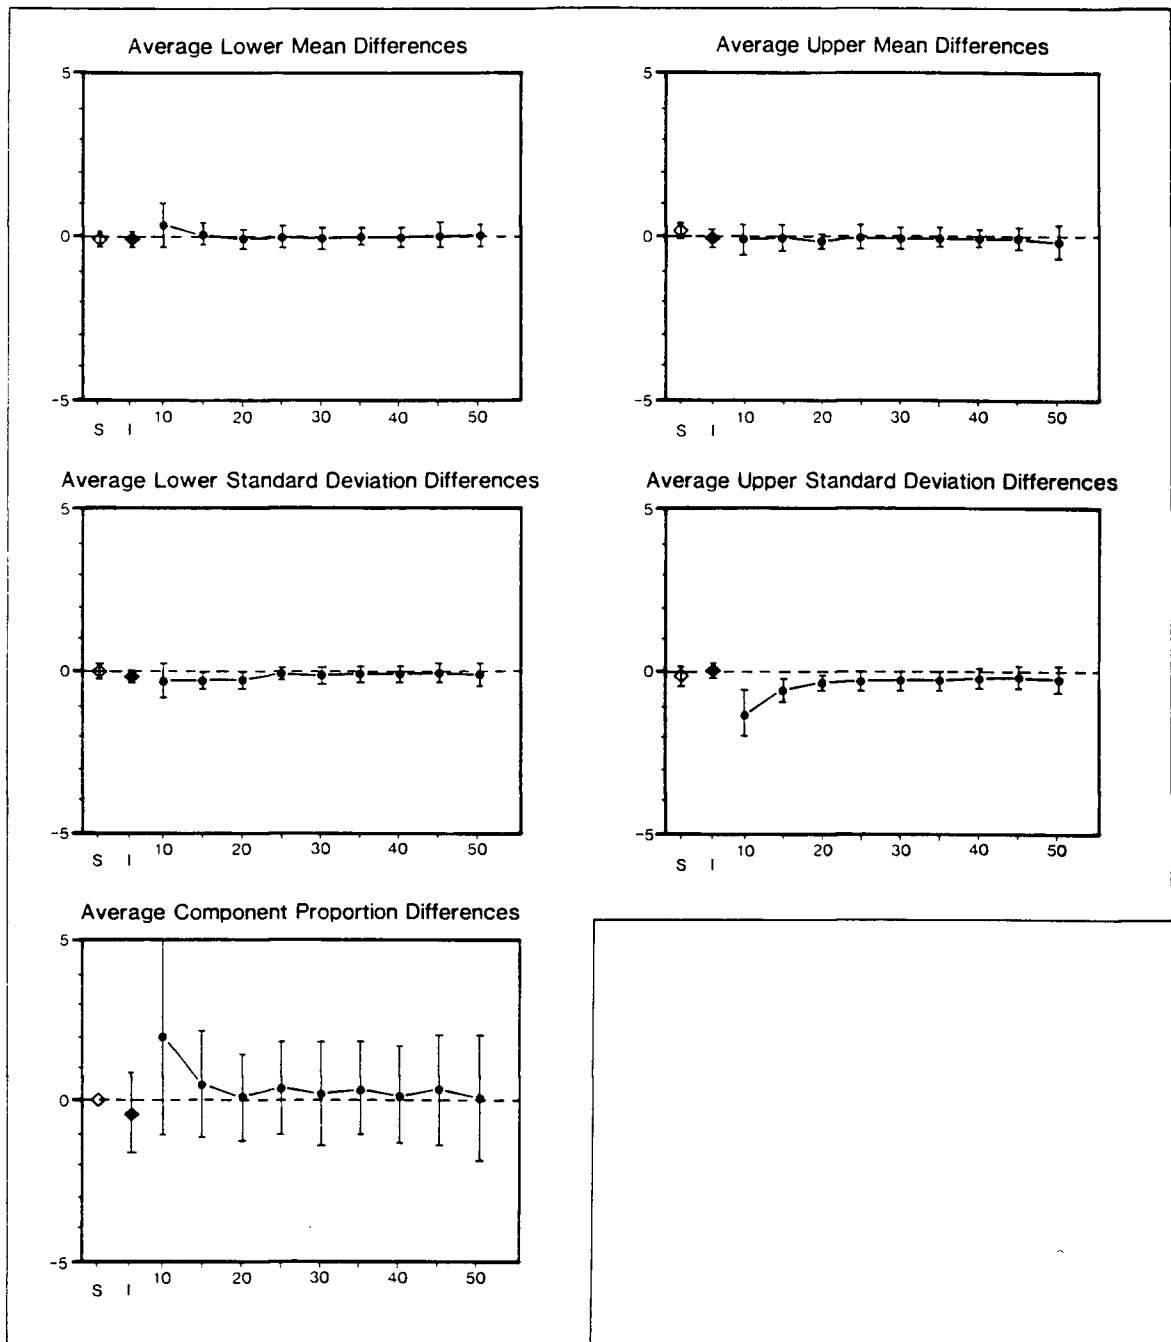 Average Lower Mean Differences
5
0
-5
S I 10 20 30 40 50
Average Upper Mean Differences
5
0
-5
S I 10 20 30 40 50
Average Lower Standard Deviation Differences
5
0
-5
S I 10 20 30 40 50
Average Upper Standard Deviation Differences
5
0
-5
S I 10 20 30 40 50
Average Component Proportion Differences
5
0
-5
S I 10 20 30 40 50